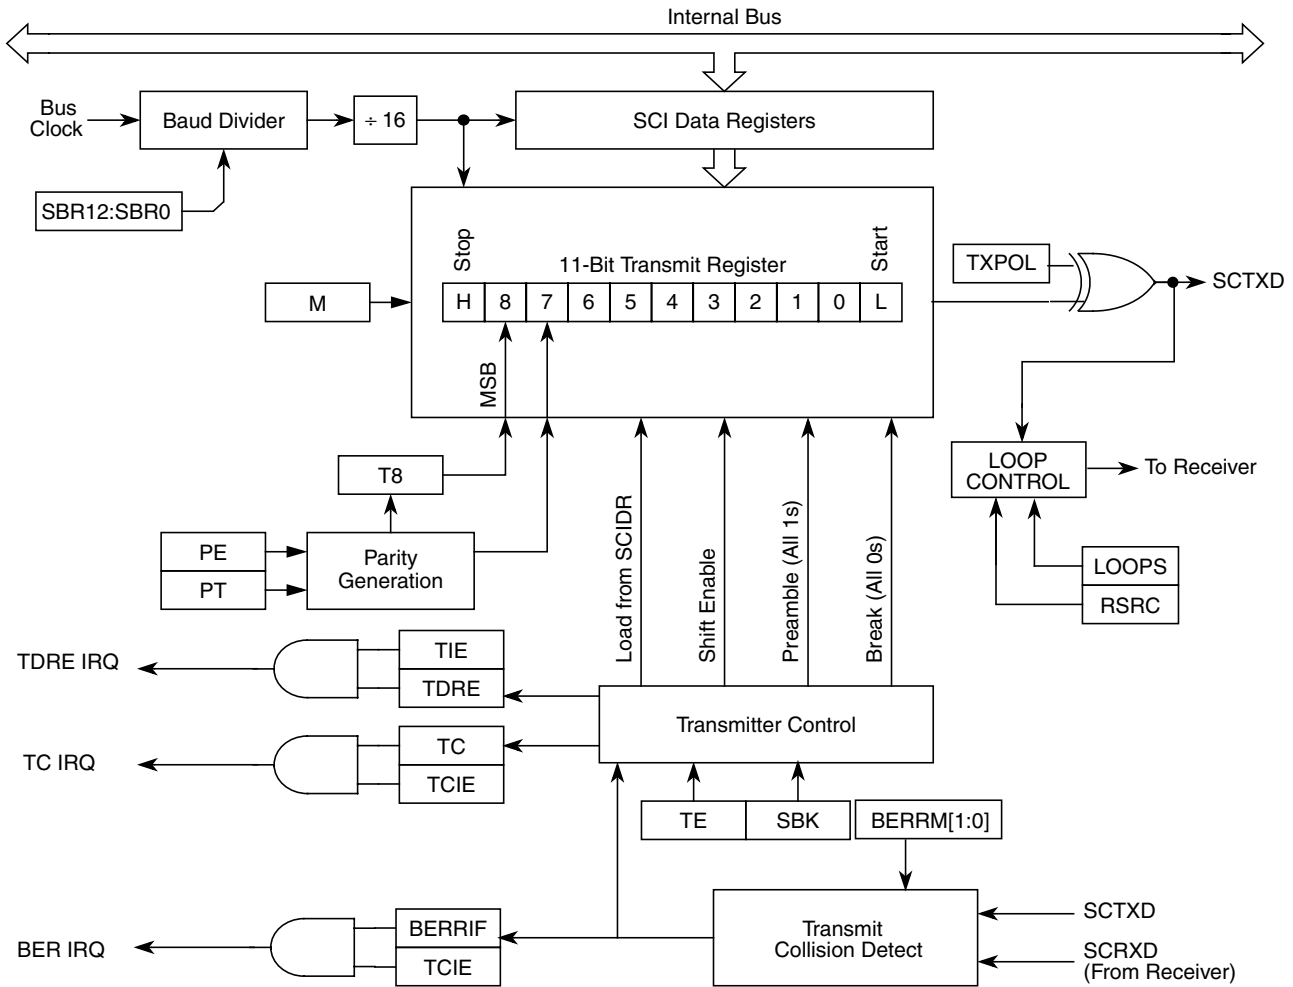 Internal Bus
Bus
Clock
Baud Divider
÷ 16
SCI Data Registers
SBR12:SBR0
Stop
11-Bit Transmit Register
Start
H 8 7 6 5 4 3 2 1 0 L
M
MSB
TXPOL
SCTXD
LOOP
CONTROL
To Receiver
LOOPS
RSRC
T8
PE
PT
Parity
Generation
Load from SCIDR
Shift Enable
Preamble (All 1s)
Break (All 0s)
TDRE IRQ
TIE
TDRE
Transmitter Control
TC IRQ
TC
TCIE
TE
SBK
BERRM[1:0]
BER IRQ
BERRIF
TCIE
Transmit
Collision Detect
SCTXD
SCRXD
(From Receiver)